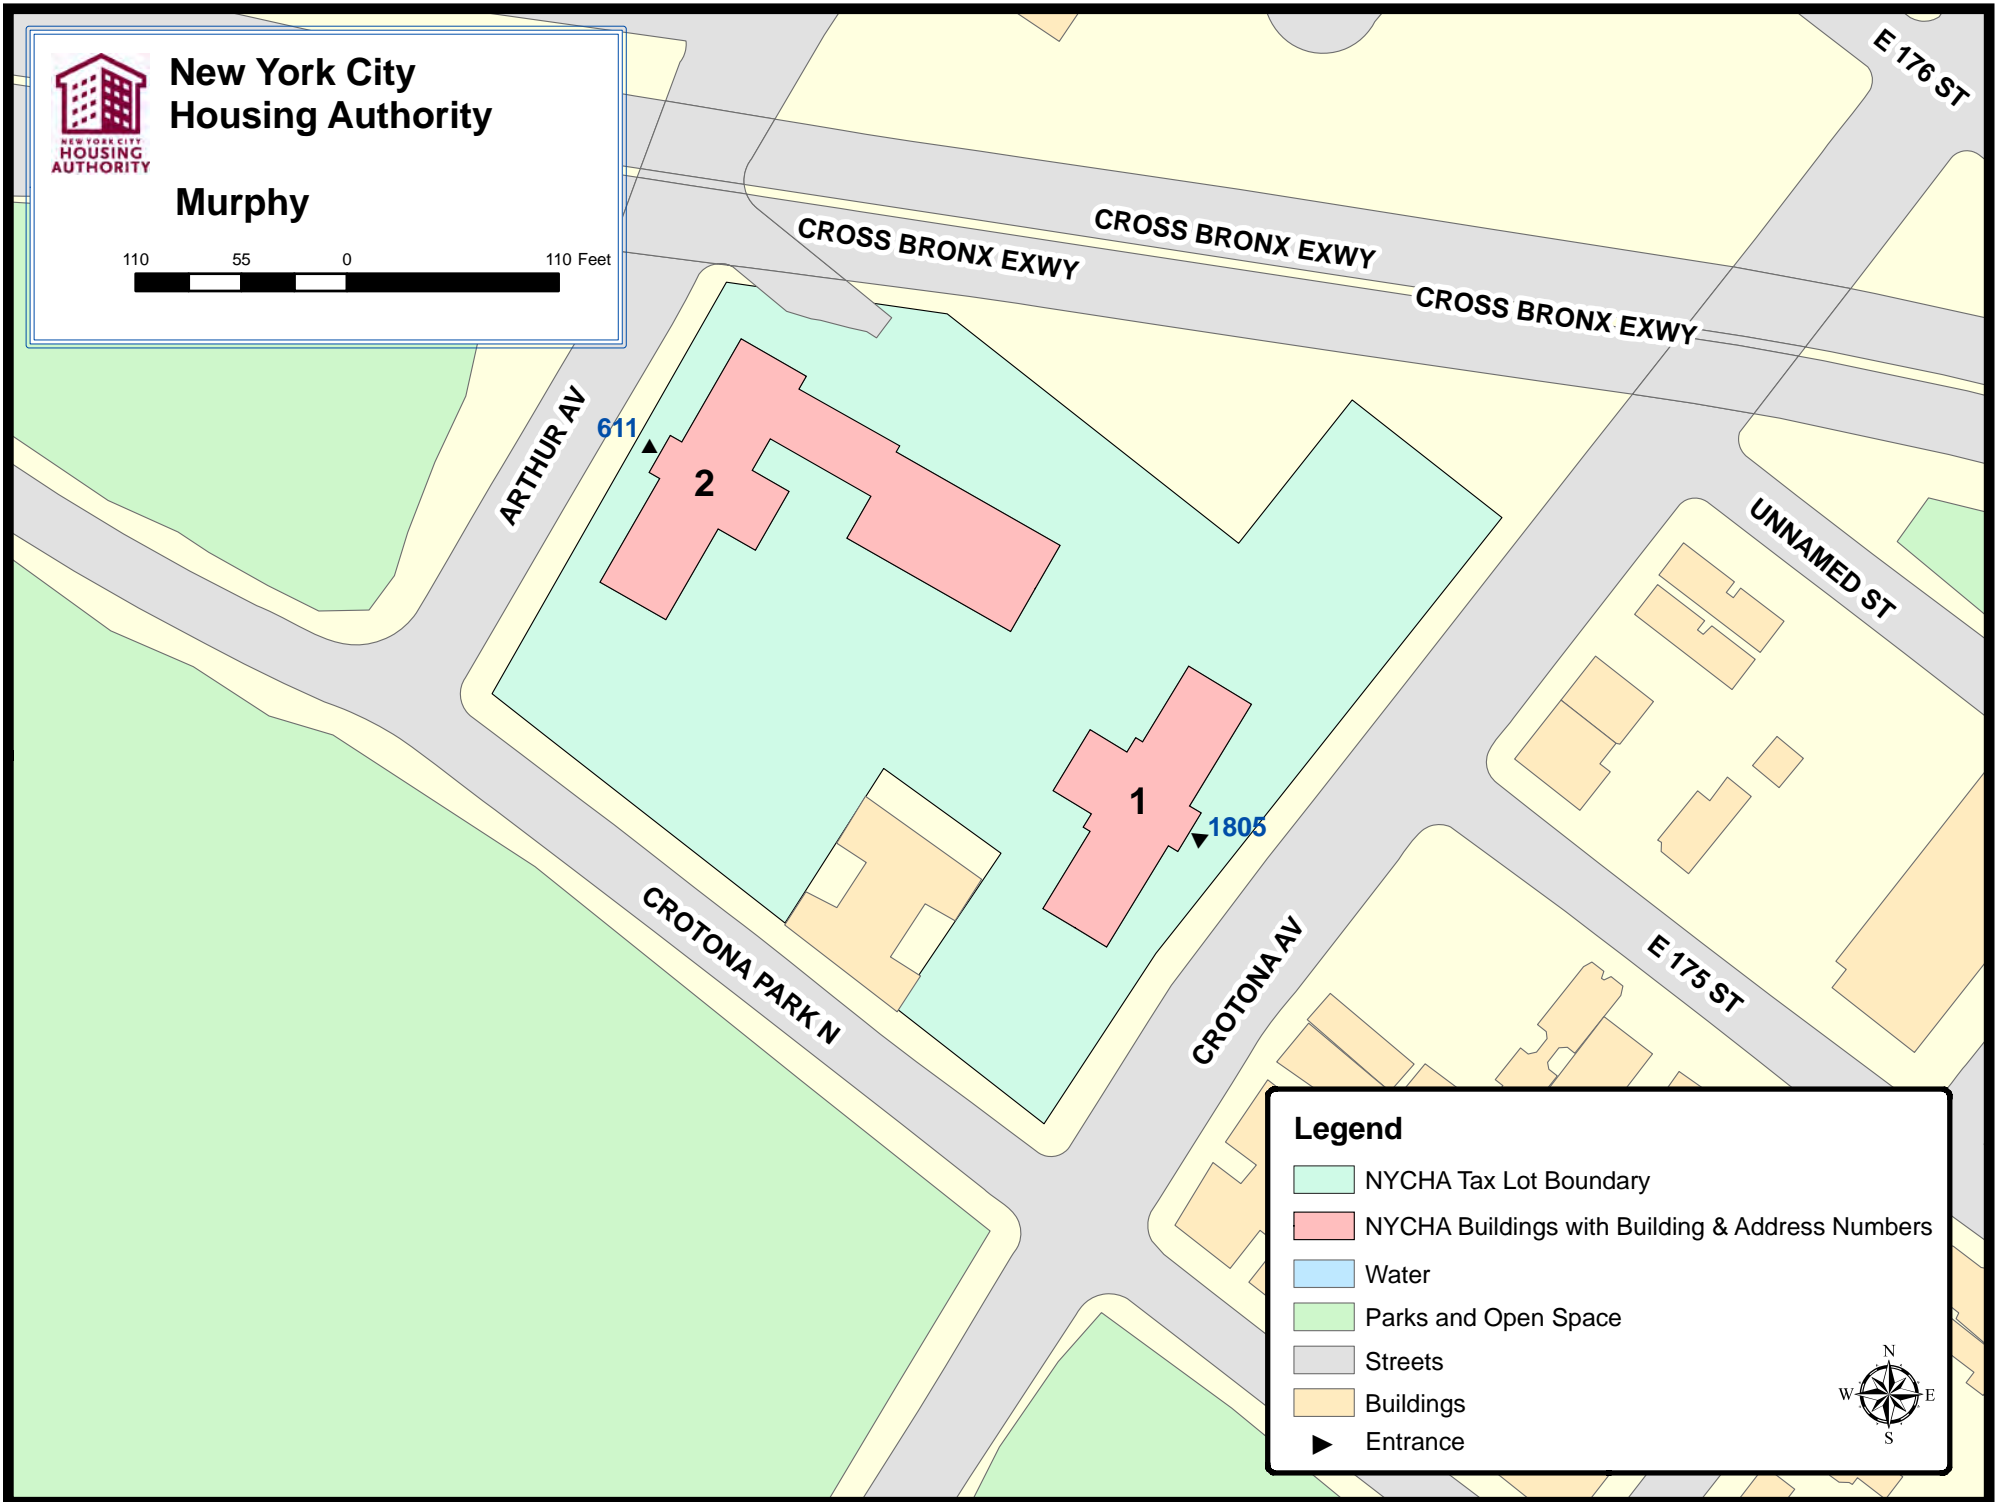 New York City
Housing Authority
NEW YORK CITY
HOUSING
AUTHORITY
Murphy
110 55 0 110 Feet
E 176 ST
CROSS BRONX EXWY
CROSS BRONX EXWY
CROSS BRONX EXWY
ARTHUR AV
611
2
UNNAMED ST
1
1805
CROTONA PARK N
CROTONA AV
E 175 ST
Legend
NYCHA Tax Lot Boundary
NYCHA Buildings with Building & Address Numbers
Water
Parks and Open Space
Streets
Buildings
Entrance
N
W E
S